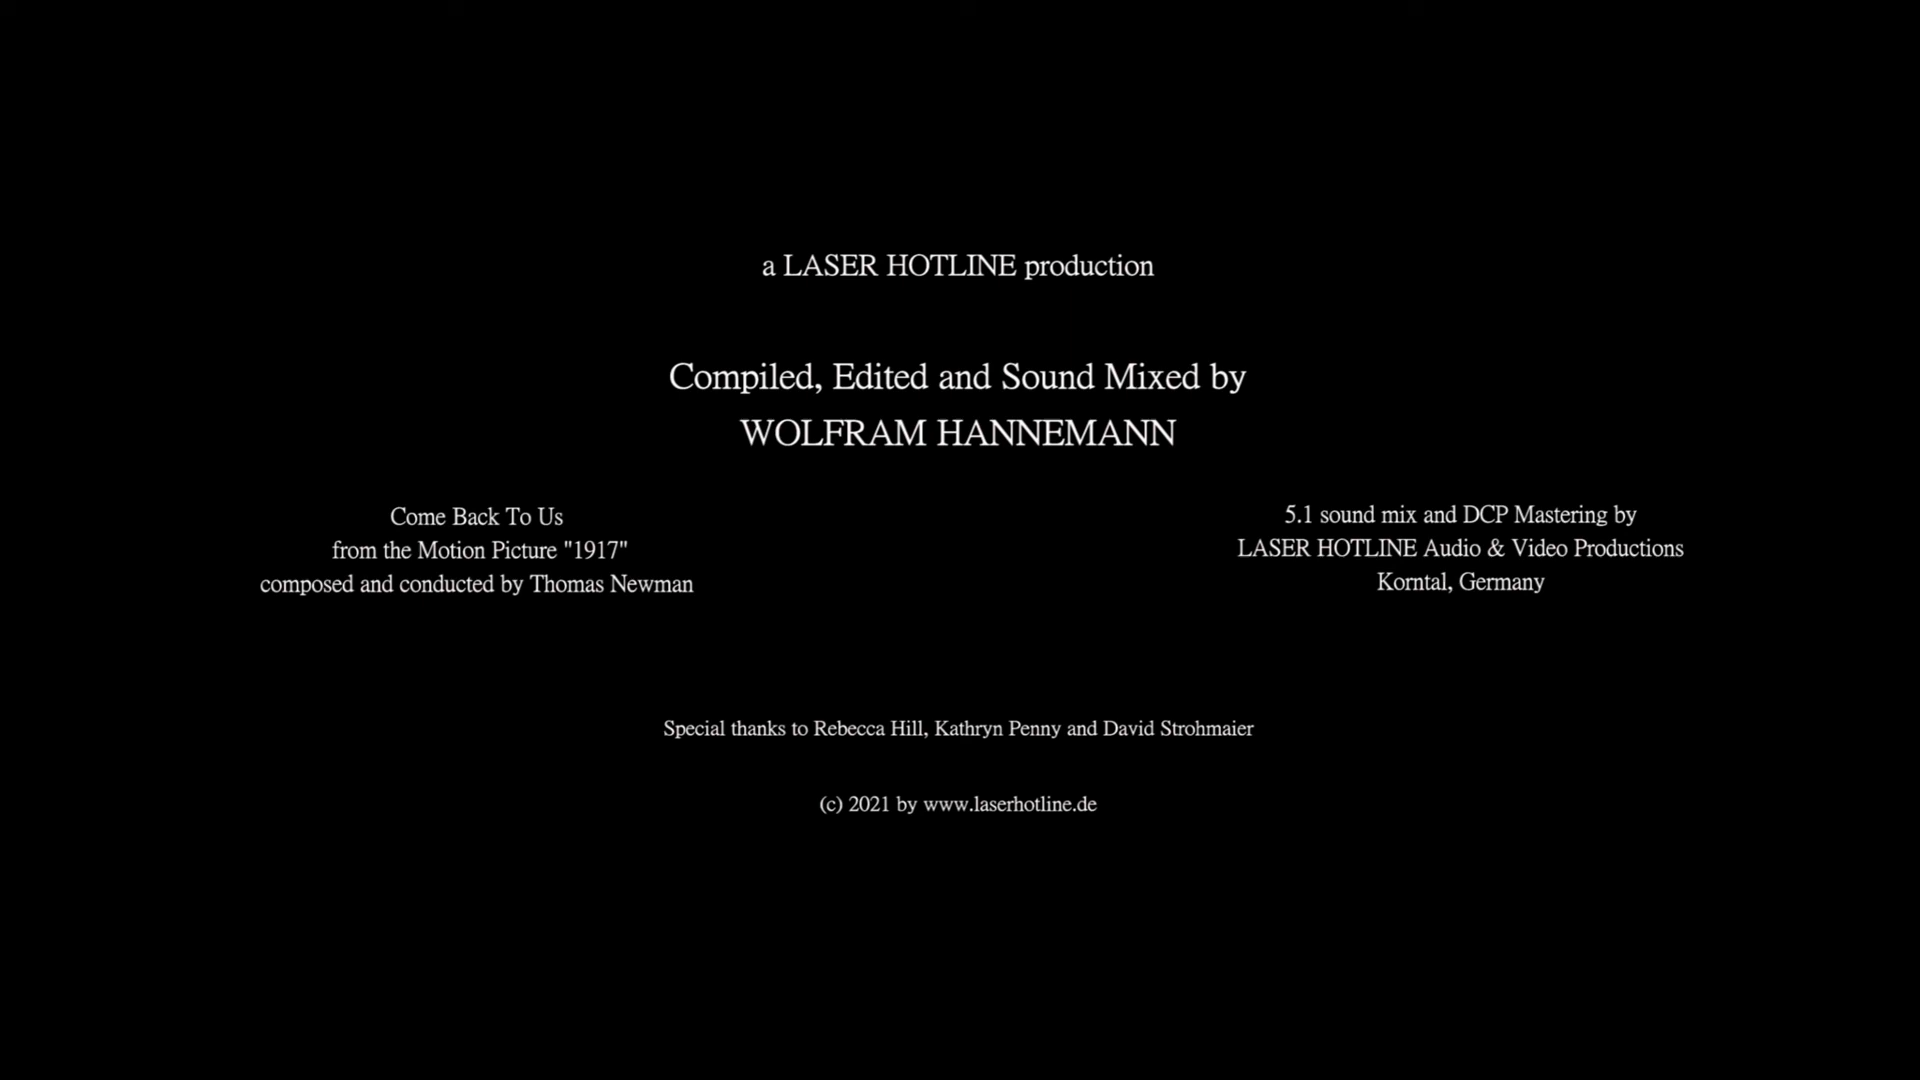 a LASER HOTLINE production
Compiled, Edited and Sound Mixed by
WOLFRAM HANNEMANN
Come Back To Us
from the Motion Picture "1917"
composed and conducted by Thomas Newman
5.1 sound mix and DCP Mastering by
LASER HOTLINE Audio & Video Productions
Korntal, Germany
Special thanks to Rebecca Hill, Kathryn Penny and David Strohmaier
(c) 2021 by www.laserhotline.de